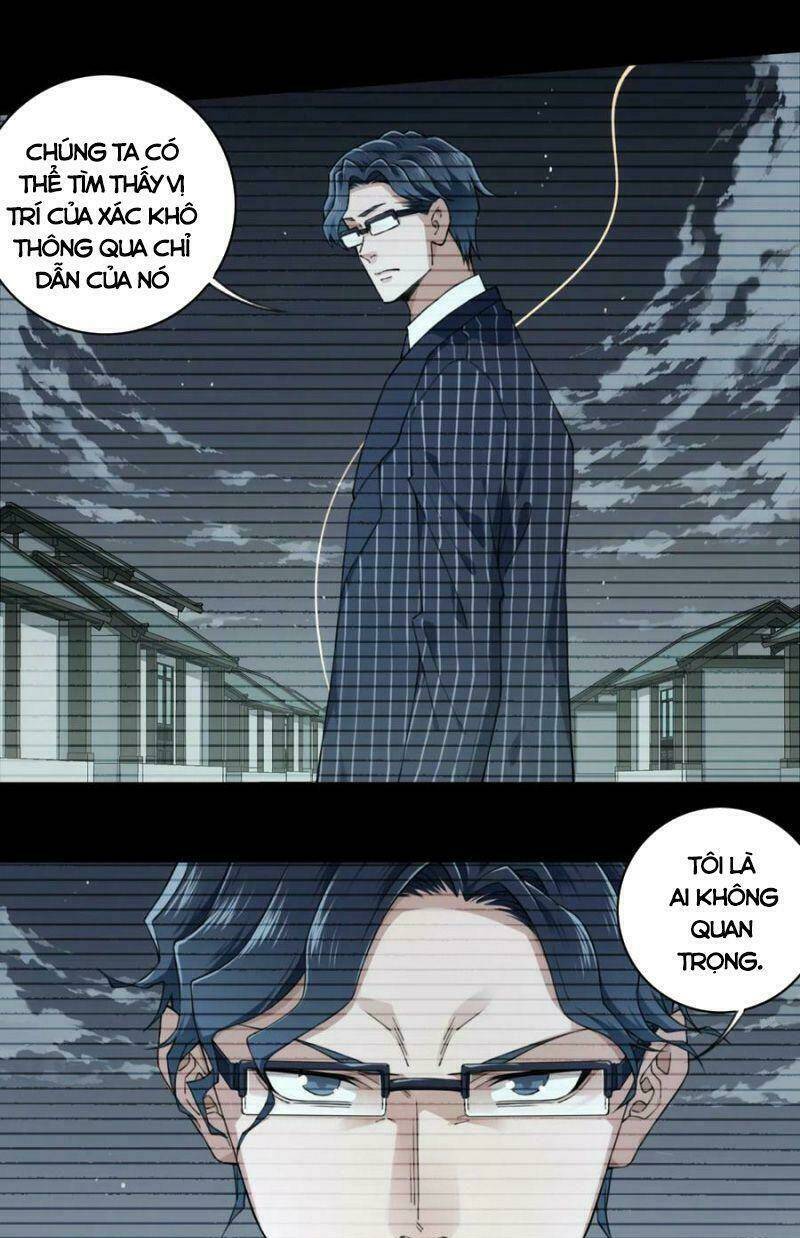 CHÚNG TA CÓ
THỂ TÌM THẤY VỊ
TRÍ CỦA XÁC KHÔ
THÔNG QUA CHỈ
DẪN CỦA NÓ
TÔI LÀ
AI KHÔNG
QUAN
TRỌNG.